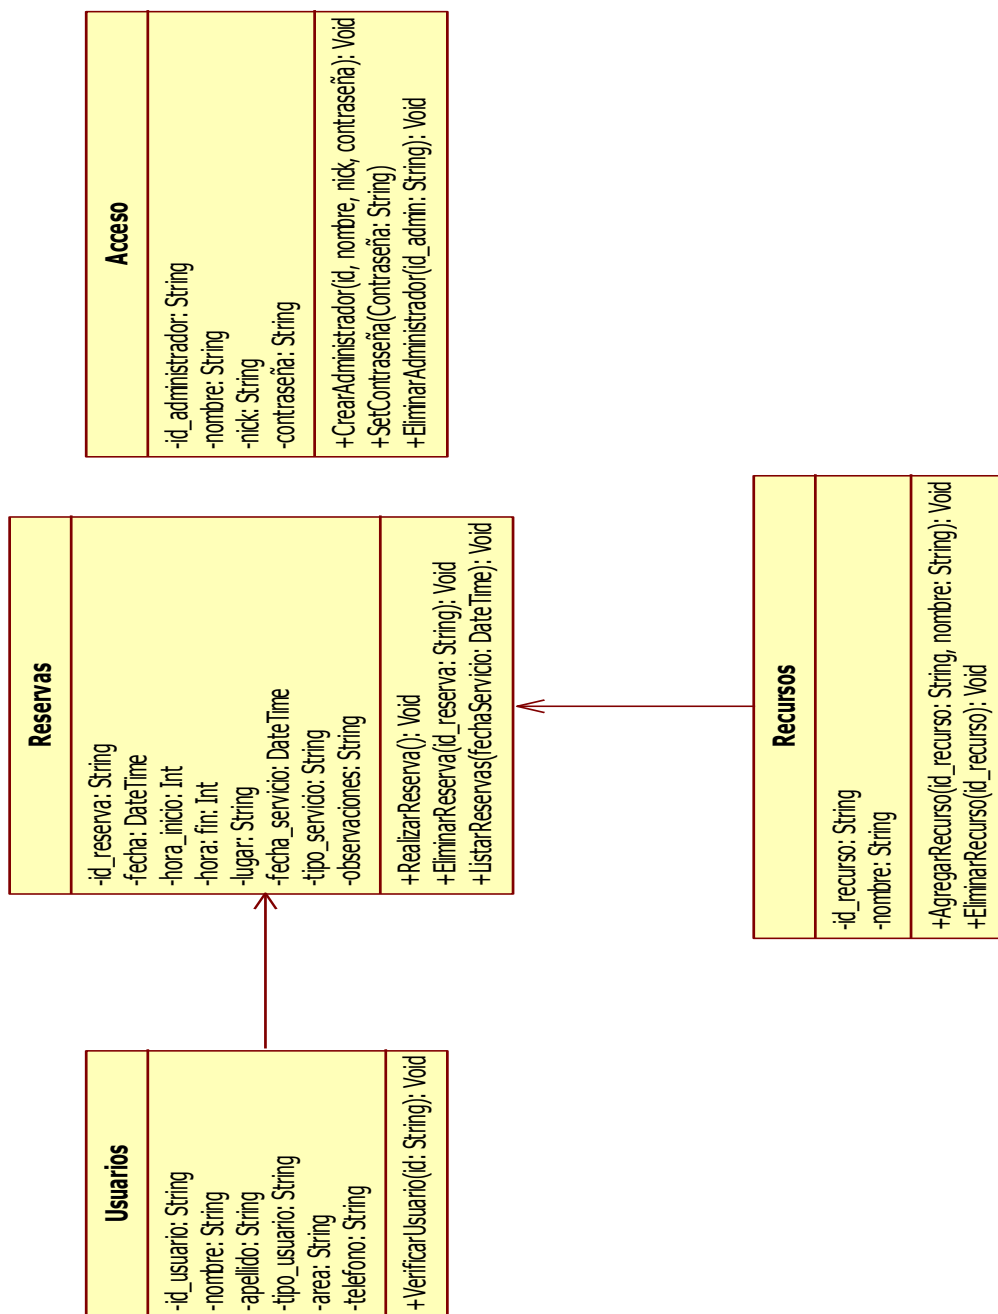 Usuarios
-id_usuario: String
-nombre: String
-apellido: String
-tipo_usuario: String
-area: String
-telefono: String
+VerificarUsuario(id: String): Void
Reservas
-id_reserva: String
-fecha: DateTime
-hora_inicio: Int
-hora: fin: Int
-lugar: String
-fecha_servicio: DateTime
-tipo_servicio: String
-observaciones: String
+RealizarReserva(): Void
+EliminarReserva(id_reserva: String): Void
+ListarReservas(fechaServicio: DateTime): Void
Acceso
-id_administrador: String
-nombre: String
-nick: String
-contraseña: String
+CrearAdministrador(id, nombre, nick, contraseña): Void
+SetContraseña(Contraseña: String)
+EliminarAdministrador(id_admin: String): Void
Recursos
-id_recurso: String
-nombre: String
+AgregarRecurso(id_recurso: String, nombre: String): Void
+EliminarRecurso(id_recurso): Void